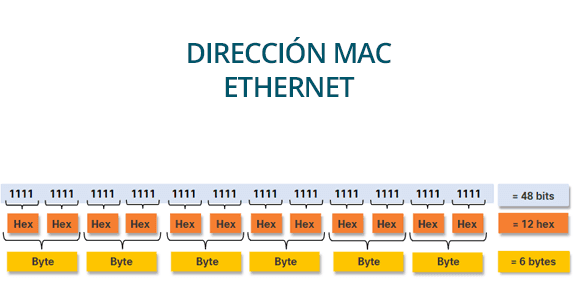 DIRECCIÓN MAC
ETHERNET
1111 1111 1111 1111 1111 1111 1111 1111 1111 1111 1111 1111 = 48 bits
Hex Hex Hex Hex Hex Hex Hex Hex Hex Hex Hex Hex = 12 hex
Byte Byte Byte Byte Byte Byte = 6 bytes